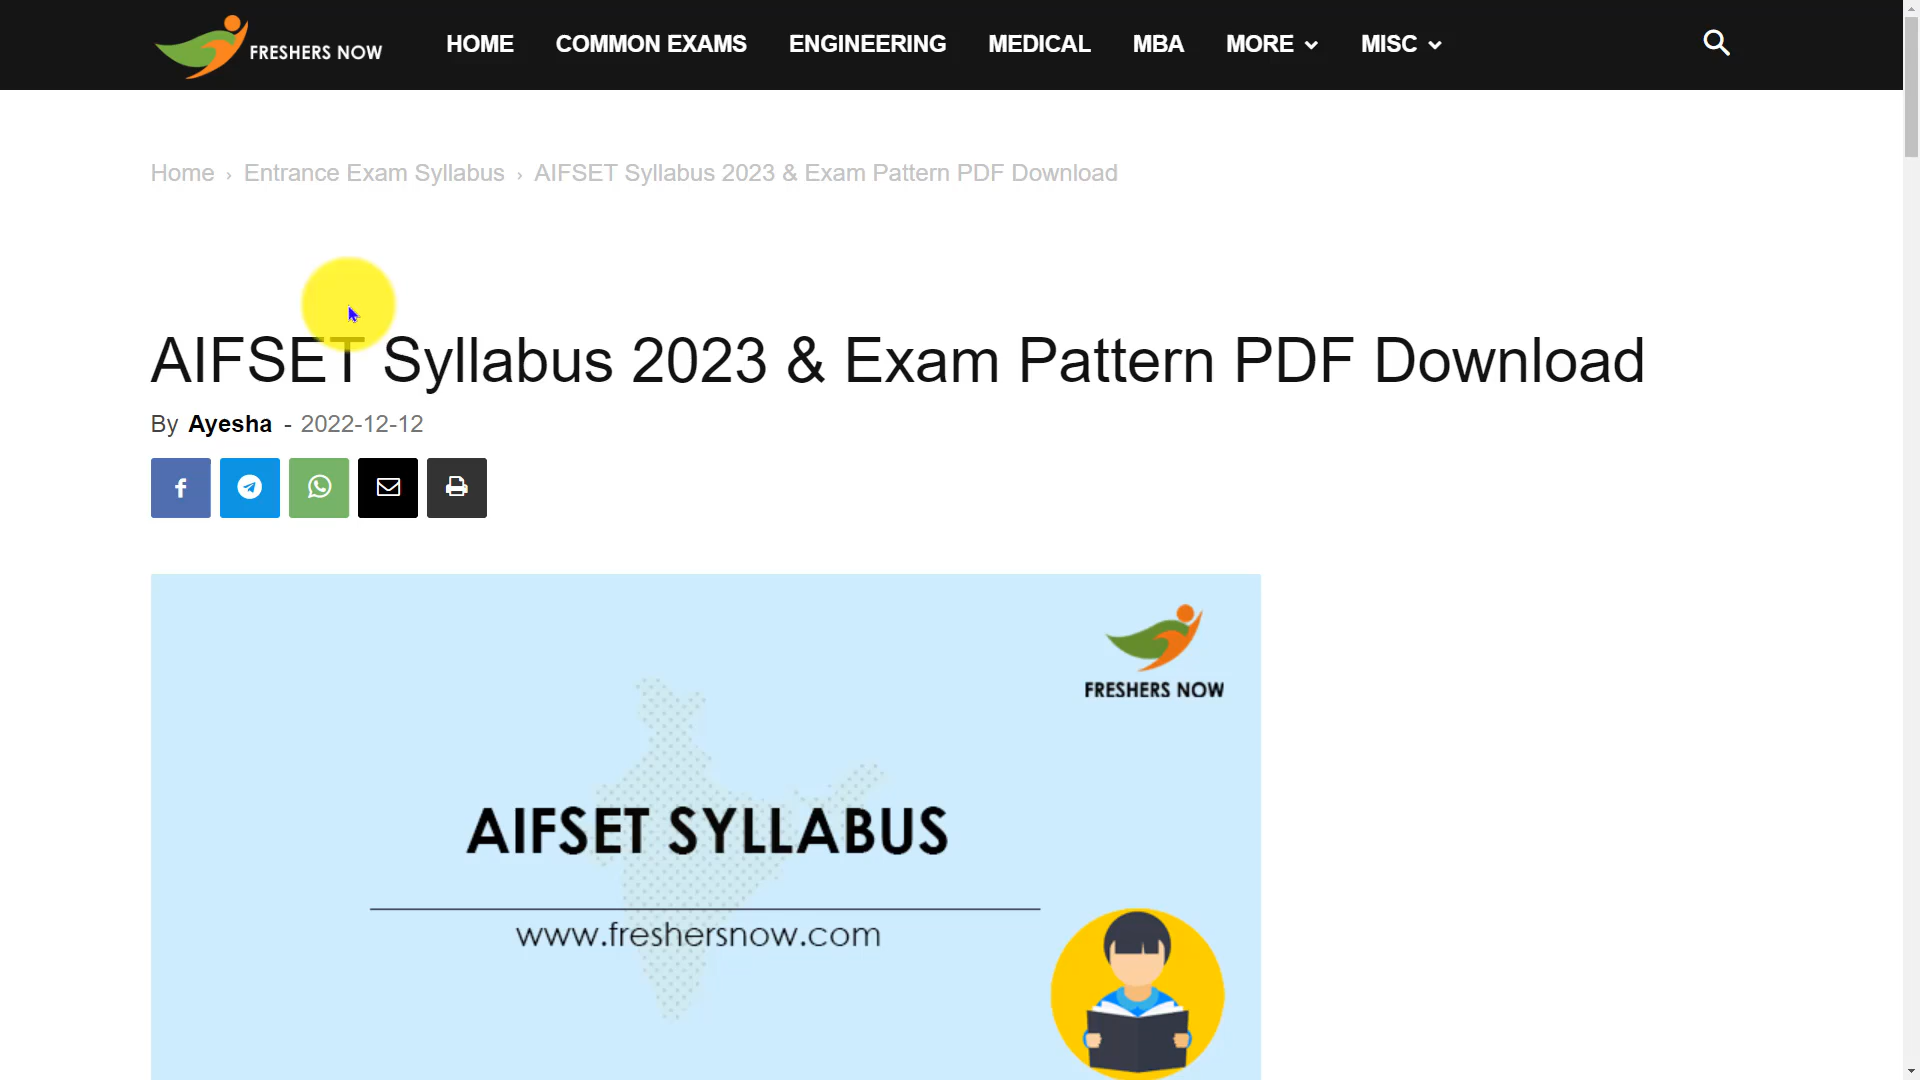 FRESHERS NOW
HOME
COMMON EXAMS
ENGINEERING
MEDICAL
MBA
MORE
MISC
Home › Entrance Exam Syllabus › AIFSET Syllabus 2023 & Exam Pattern PDF Download
AIFSET Syllabus 2023 & Exam Pattern PDF Download
By Ayesha - 2022-12-12
FRESHERS NOW
AIFSET SYLLABUS
www.freshersnow.com